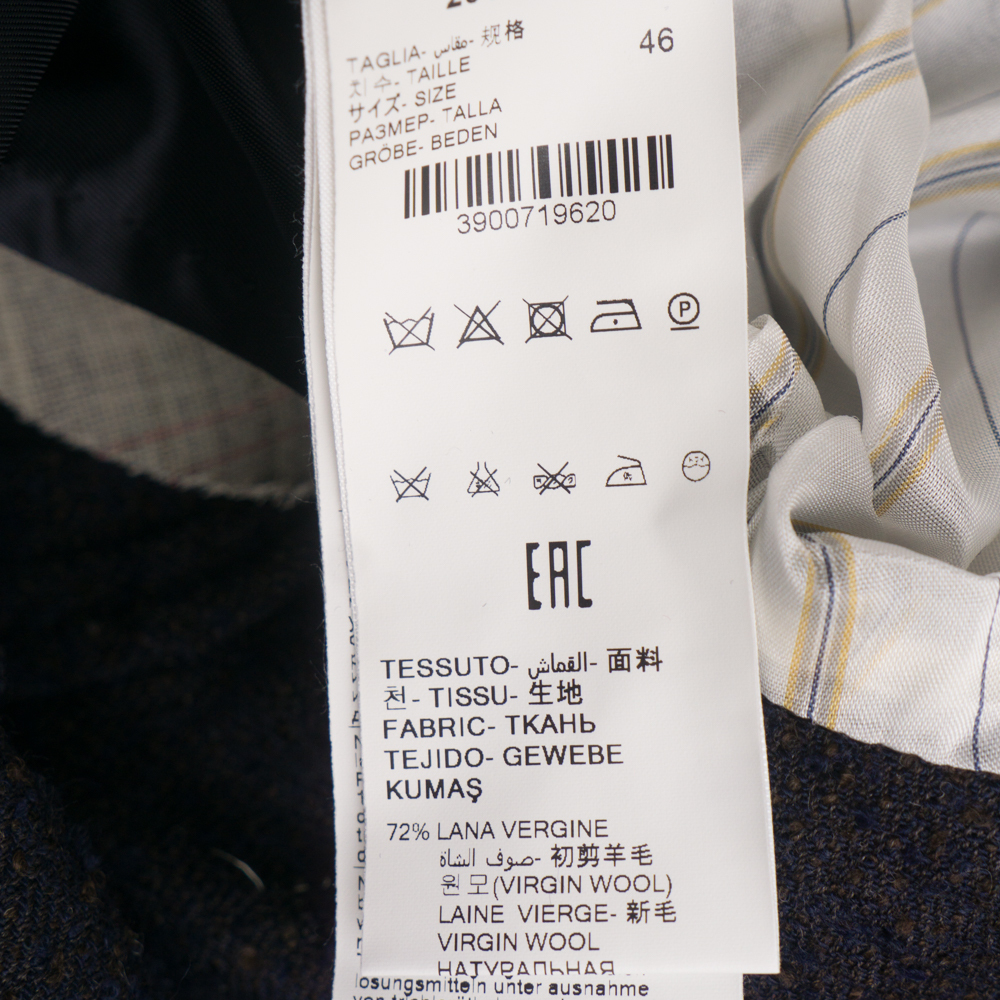 TAGLIA- مقاس- 规格
치 수- TAILLE
サイズ- SIZE
РАЗМЕР- TALLA
GRÖBE- BEDEN
46
3900719620
P
EAC
TESSUTO- القماش- 面料
천- TISSU- 生地
FABRIC- ТКАНЬ
TEJIDO- GEWEBE
KUMAŞ
72% LANA VERGINE
صوف الشاة- 初剪羊毛
원 모(VIRGIN WOOL)
LAINE VIERGE- 新毛
VIRGIN WOOL
НАТУРАЛЬНАЯ
lösungsmitteln unter ausnahme